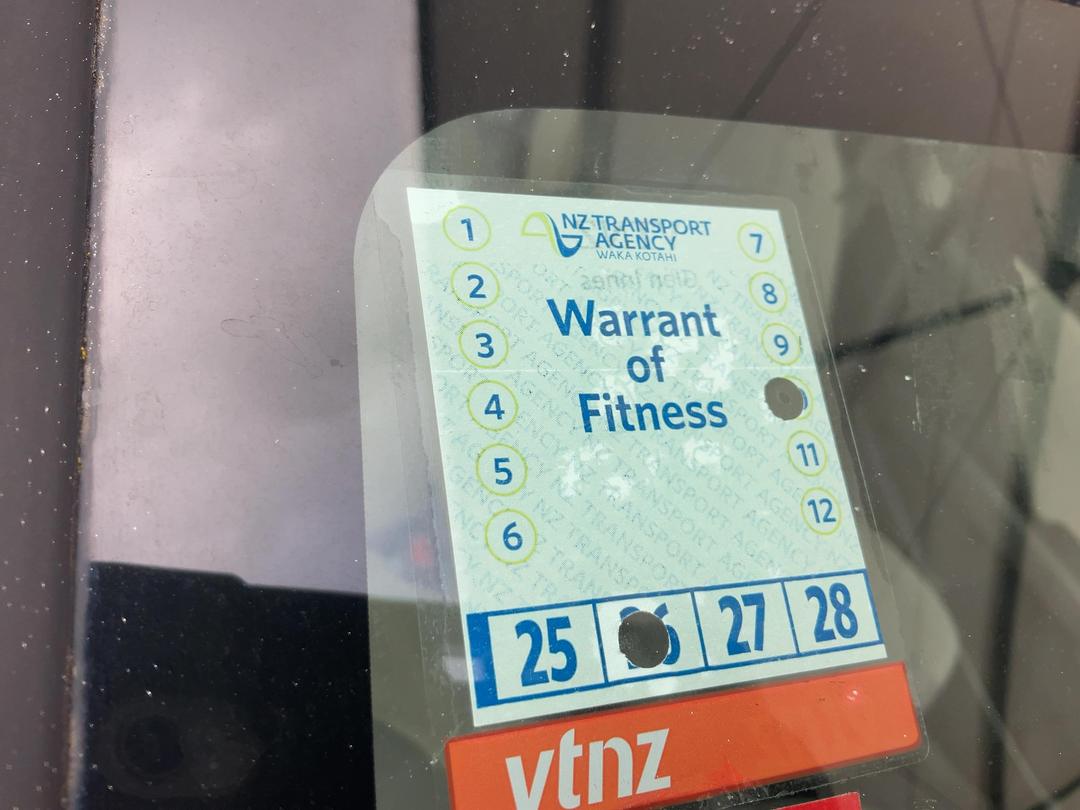 NZ TRANSPORT
AGENCY
WAKA KOTAHI
Warrant
of
Fitness
1
2
3
4
5
6
7
8
9
11
12
25
27
28
vtnz